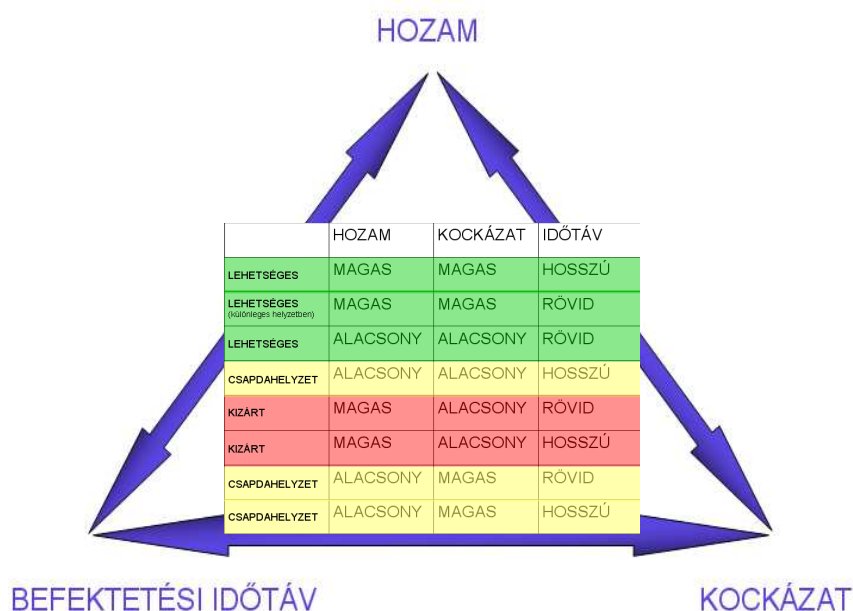 HOZAM
HOZAM KOCKÁZAT IDŐTÁV
LEHETSÉGES MAGAS MAGAS HOSSZÚ
LEHETSÉGES MAGAS MAGAS RÖVID
(különleges helyzetben)
LEHETSÉGES ALACSONY ALACSONY RÖVID
CSAPDAHELYZET ALACSONY ALACSONY HOSSZÚ
KIZÁRT MAGAS ALACSONY RÖVID
KIZÁRT MAGAS ALACSONY HOSSZÚ
CSAPDAHELYZET ALACSONY MAGAS RÖVID
CSAPDAHELYZET ALACSONY MAGAS HOSSZÚ
BEFEKTETÉSI IDŐTÁV KOCKÁZAT